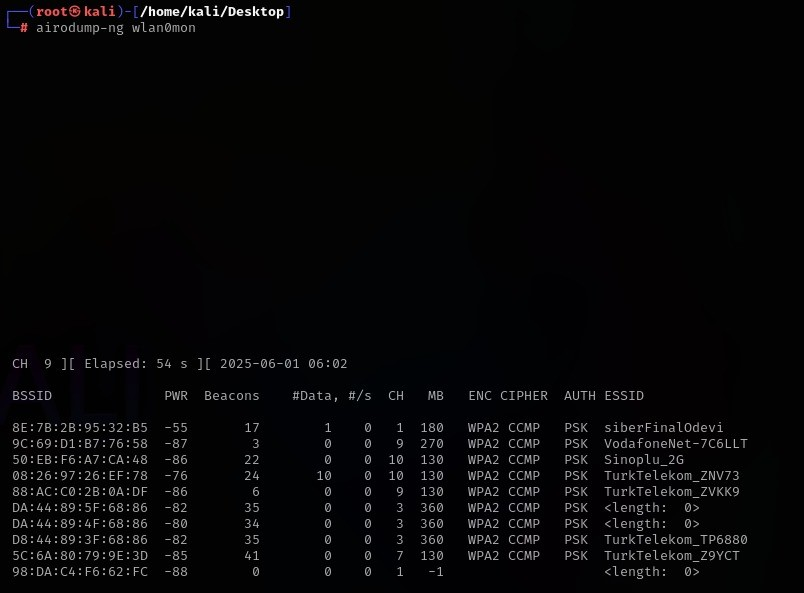 ┌──(root㉿kali)-[/home/kali/Desktop]
└─# airodump-ng wlan0mon
CH  9 ][ Elapsed: 54 s ][ 2025-06-01 06:02
BSSID              PWR  Beacons    #Data, #/s  CH   MB   ENC CIPHER  AUTH ESSID
8E:7B:2B:95:32:B5  -55       17        1    0   1  180   WPA2 CCMP   PSK  siberFinalOdevi
9C:69:D1:B7:76:58  -87        3        0    0   9  270   WPA2 CCMP   PSK  VodafoneNet-7C6LLT
50:EB:F6:A7:CA:48  -86       22        0    0  10  130   WPA2 CCMP   PSK  Sinoplu_2G
08:26:97:26:EF:78  -76       24       10    0  10  130   WPA2 CCMP   PSK  TurkTelekom_ZNV73
88:AC:C0:2B:0A:DF  -86        6        0    0   9  130   WPA2 CCMP   PSK  TurkTelekom_ZVKK9
DA:44:89:5F:68:86  -82       35        0    0   3  360   WPA2 CCMP   PSK  <length:  0>
DA:44:89:4F:68:86  -80       34        0    0   3  360   WPA2 CCMP   PSK  <length:  0>
D8:44:89:3F:68:86  -82       35        0    0   3  360   WPA2 CCMP   PSK  TurkTelekom_TP6880
5C:6A:80:79:9E:3D  -85       41        0    0   7  130   WPA2 CCMP   PSK  TurkTelekom_Z9YCT
98:DA:C4:F6:62:FC  -88        0        0    0   1   -1                    <length:  0>